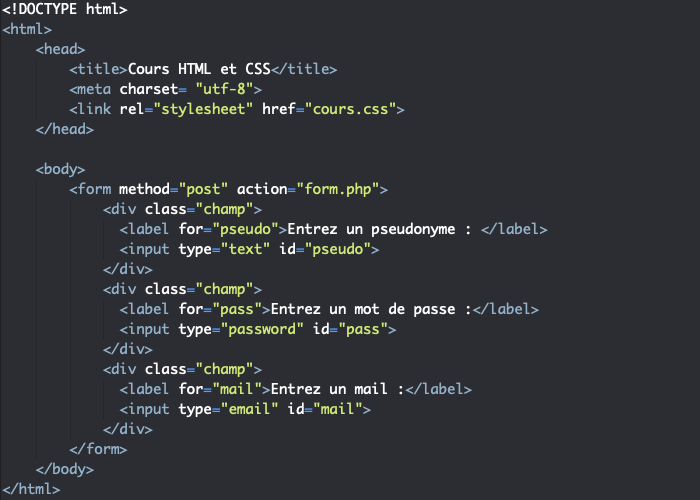 <!DOCTYPE html>
<html>
    <head>
        <title>Cours HTML et CSS</title>
        <meta charset= "utf-8">
        <link rel="stylesheet" href="cours.css">
    </head>

    <body>
        <form method="post" action="form.php">
            <div class="champ">
              <label for="pseudo">Entrez un pseudonyme : </label>
              <input type="text" id="pseudo">
            </div>
            <div class="champ">
              <label for="pass">Entrez un mot de passe :</label>
              <input type="password" id="pass">
            </div>
            <div class="champ">
              <label for="mail">Entrez un mail :</label>
              <input type="email" id="mail">
            </div>
        </form>
    </body>
</html>